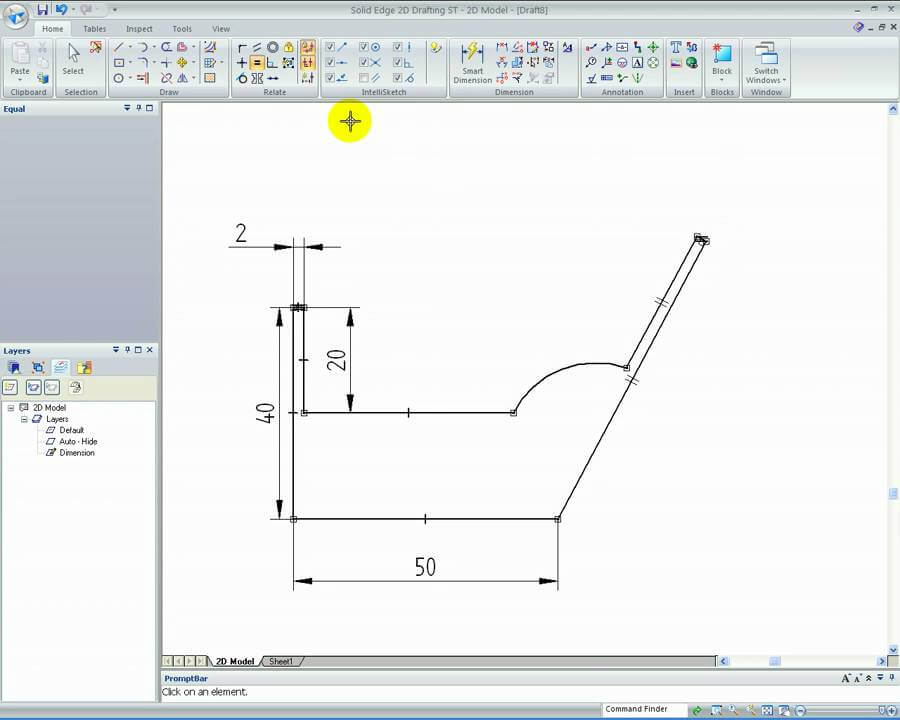 Solid Edge 2D Drafting ST - 2D Model - [Draft8]
Home Tables Inspect Tools View
Paste
Select
Smart Dimension
Block
Switch Windows
Clipboard Selection Draw Relate IntelliSketch Dimension Annotation Insert Blocks Window
Equal
2
20
40
50
Layers
2D Model
Layers
Default
Auto - Hide
Dimension
2D Model Sheet1
PromptBar
Click on an element.
Command Finder